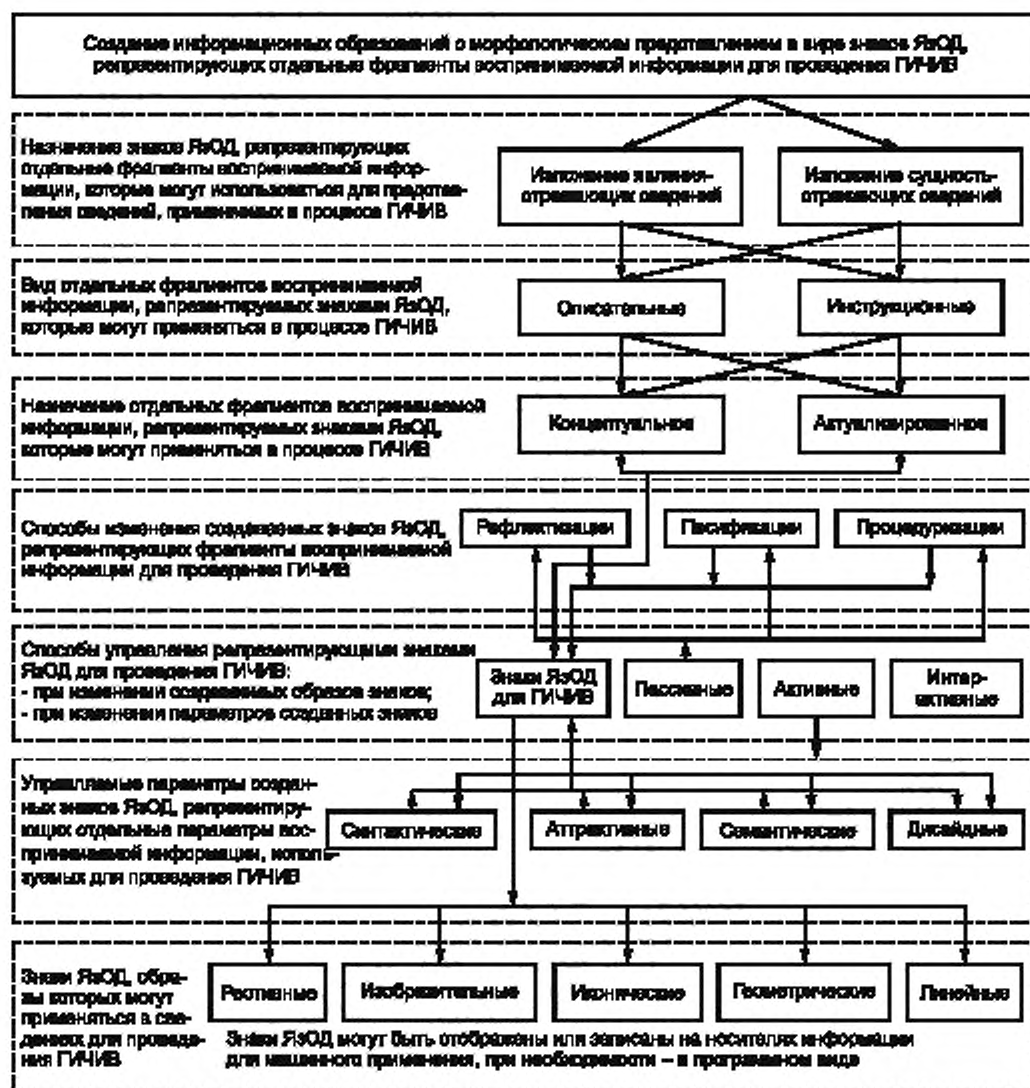 Создание информационных образований с морфологическим представлением в виде знаков ЯзОД,
репрезентирующих отдельные фрагменты воспринимаемой информации для проведения ГИЧИВ
Назначение знаков ЯзОД, репрезентирующих
отдельные фрагменты воспринимаемой инфор-
мации, которые могут использоваться для представ-
ления сведений, применяемых в процессе ГИЧИВ
Изложение явления-
отражающих сведений
Изложение сущность-
отражающих сведений
Вид отдельных фрагментов воспринимаемой
информации, репрезентируемых знаками ЯзОД,
которые могут применяться в процессе ГИЧИВ
Описательные
Инструкционные
Назначение отдельных фрагментов воспринимаемой
информации, репрезентируемых знаками ЯзОД,
которые могут применяться в процессе ГИЧИВ
Концептуальное
Актуализированное
Способы изменения создаваемых знаков ЯзОД,
репрезентирующих фрагменты воспринимаемой
информации для проведения ГИЧИВ
Рефлектизации
Пасификации
Процедуризации
Способы управления репрезентирующими знаками
ЯзОД для проведения ГИЧИВ:
- при изменении создаваемых образов знаков;
- при изменении параметров созданных знаков
Знаки ЯзОД
для ГИЧИВ
Пассивные
Активные
Интер-
активные
Управляемые параметры создан-
ных знаков ЯзОД, репрезентиру-
ющих отдельные параметры вос-
принимаемой информации, исполь-
зуемых для проведения ГИЧИВ
Синтактические
Аттрактивные
Семантические
Дисайдные
Знаки ЯзОД, обра-
зы которых могут
применяться в све-
дениях для проведе-
ния ГИЧИВ
Изобразительные
Иконические
Геометрические
Линейные
Знаки ЯзОД могут быть отображены или записаны на носителях информации
для машинного применения, при необходимости – в программном виде